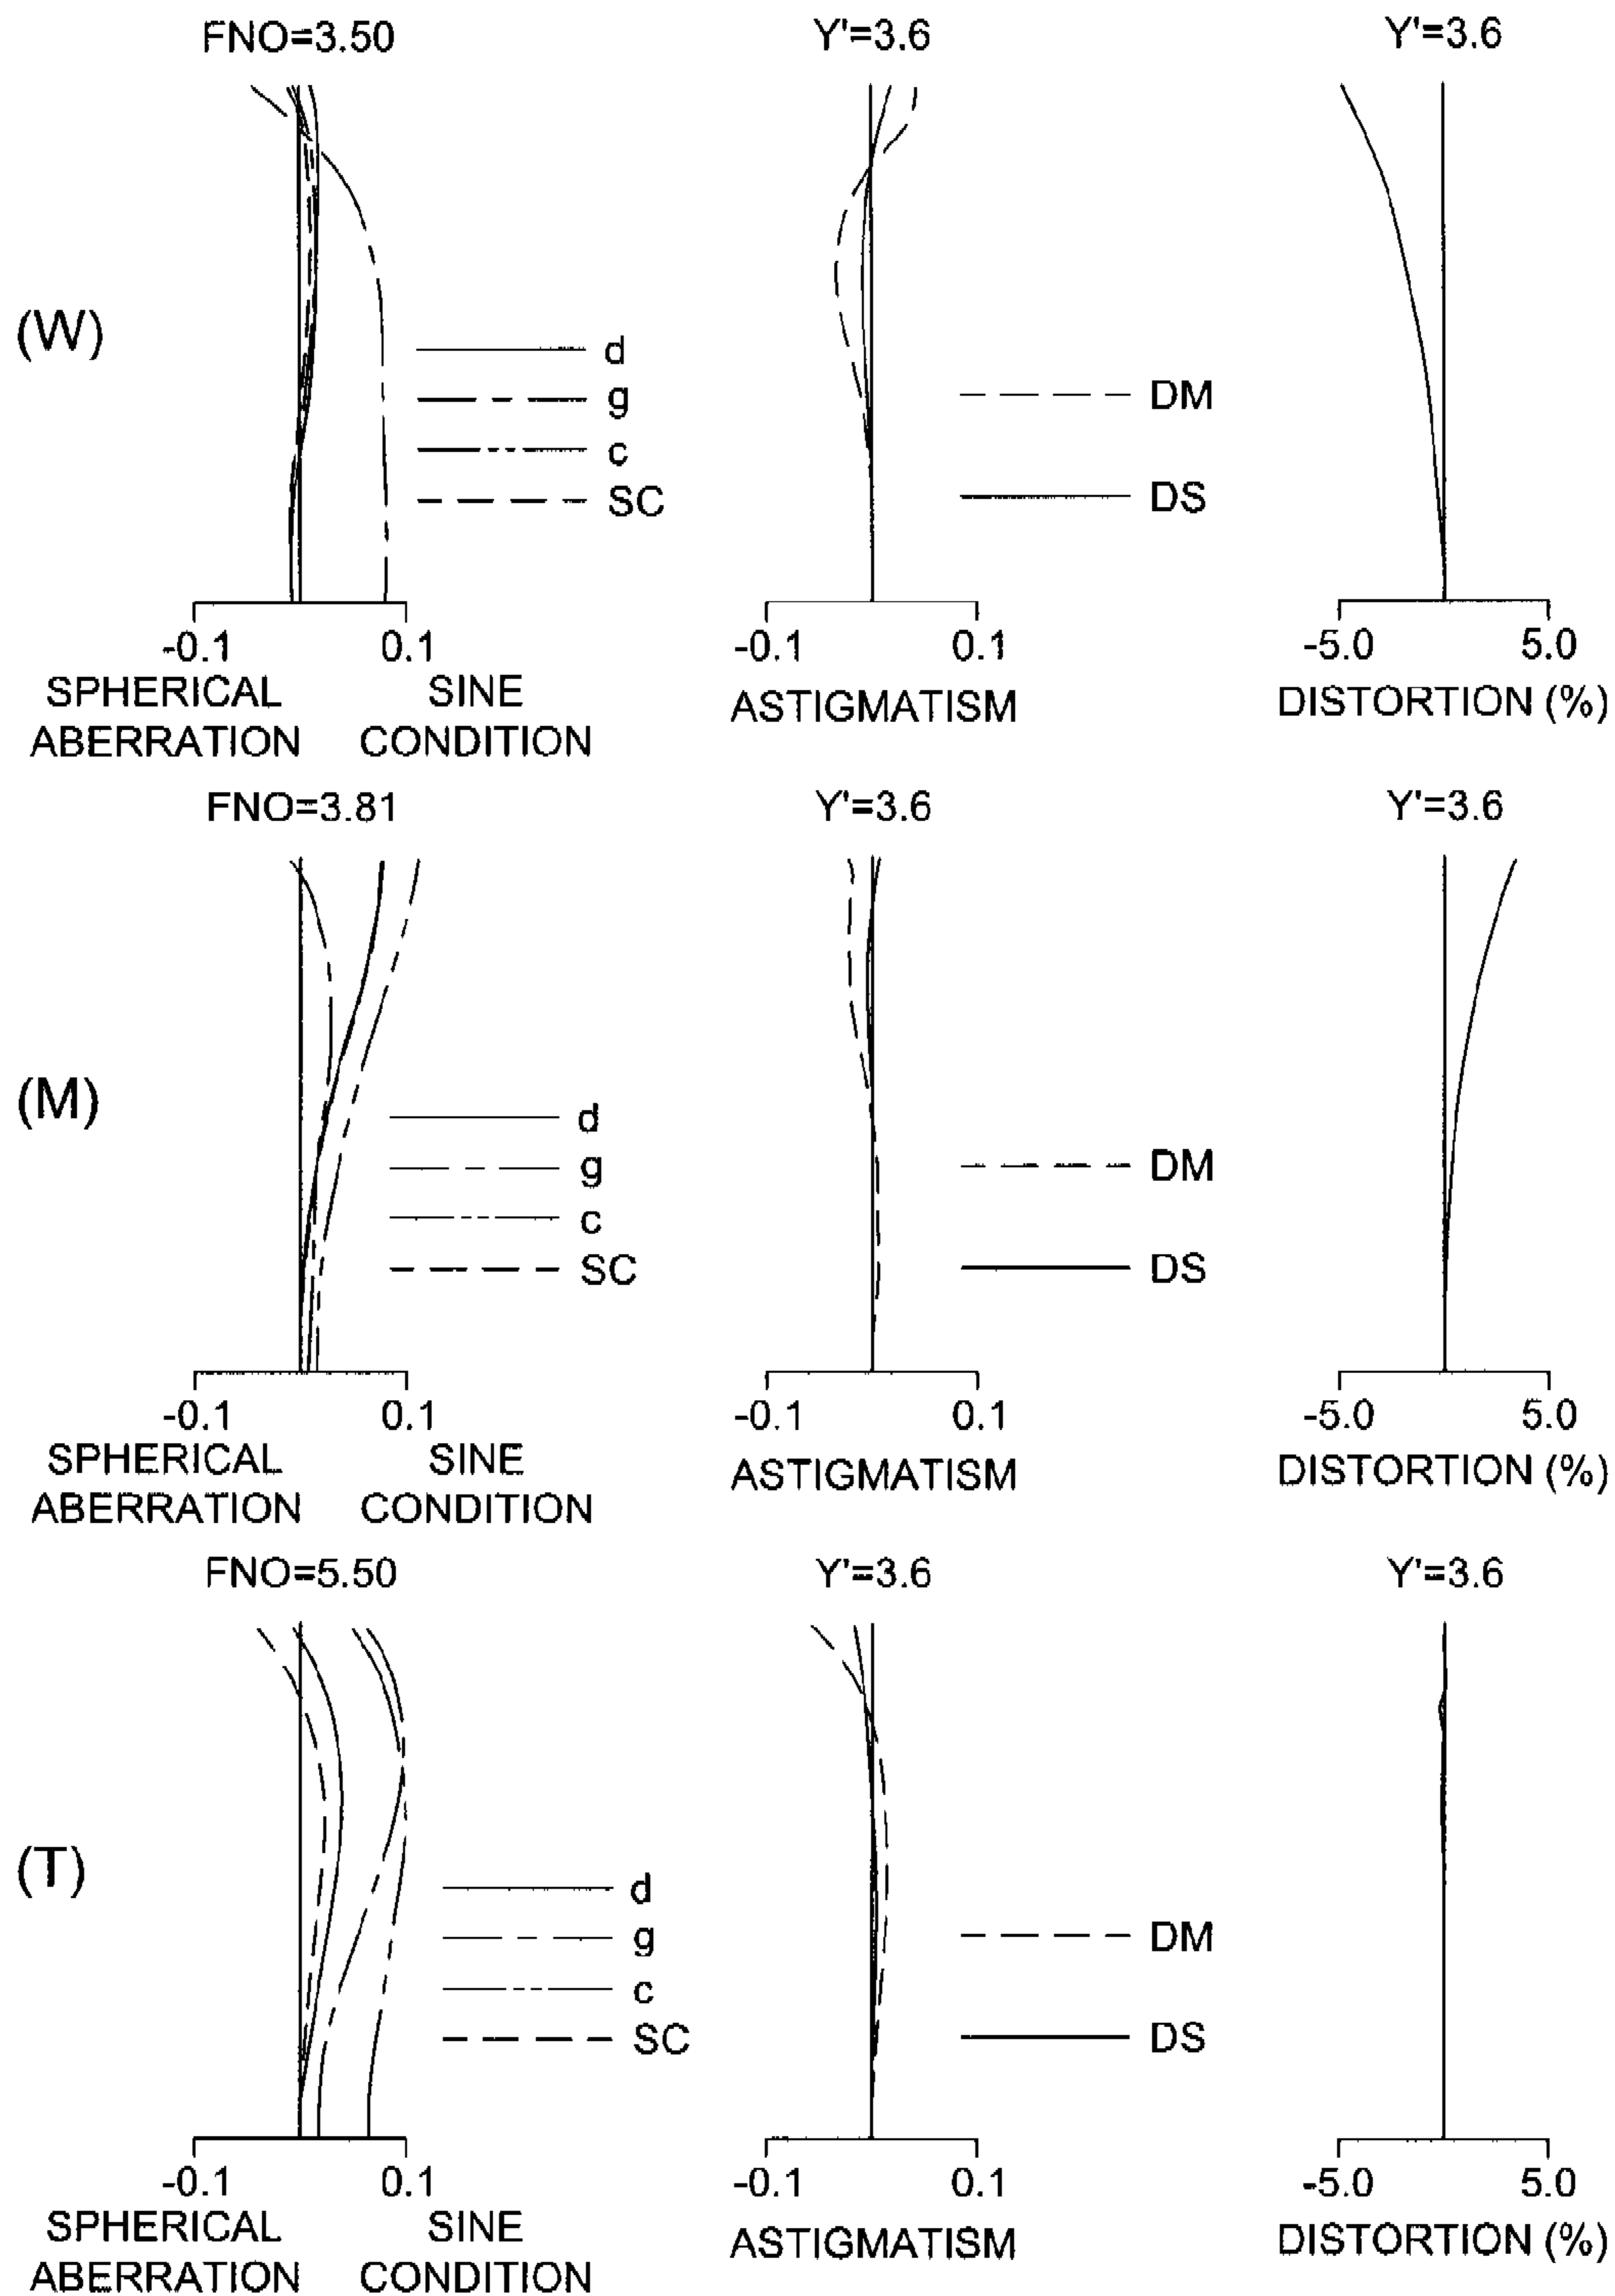 FNO=3.50 Y'=3.6 Y'=3.6
(W)
d
g
c
SC
DM
DS
-0.1 0.1 -0.1 0.1 -5.0 5.0
SPHERICAL ABERRATION SINE CONDITION ASTIGMATISM DISTORTION (%)
FNO=3.81 Y'=3.6 Y'=3.6
(M)
d
g
c
SC
DM
DS
-0.1 0.1 -0.1 0.1 -5.0 5.0
SPHERICAL ABERRATION SINE CONDITION ASTIGMATISM DISTORTION (%)
FNO=5.50 Y'=3.6 Y'=3.6
(T)
d
g
c
SC
DM
DS
-0.1 0.1 -0.1 0.1 -5.0 5.0
SPHERICAL ABERRATION SINE CONDITION ASTIGMATISM DISTORTION (%)